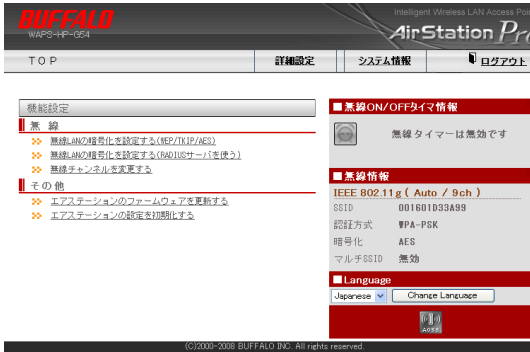 BUFFALO
WAPS-HP-G54
Intelligent Wireless LAN Access Poi
AirStation Pro
TOP
詳細設定
システム情報
ログアウト
機能設定
無 線
無線LANの暗号化を設定する(WEP/TKIP/AES)
無線LANの暗号化を設定する(RADIUSサーバを使う)
無線チャンネルを変更する
その他
エアステーションのファームウェアを更新する
エアステーションの設定を初期化する
■無線ON/OFFタイマ情報
無線タイマーは無効です
■無線情報
IEEE 802.11g ( Auto / 9ch )
SSID 001601D33A99
認証方式 WPA-PSK
暗号化 AES
マルチSSID 無効
■Language
Japanese
Change Language
AOSS
(C)2000-2008 BUFFALO INC. All rights reserved.